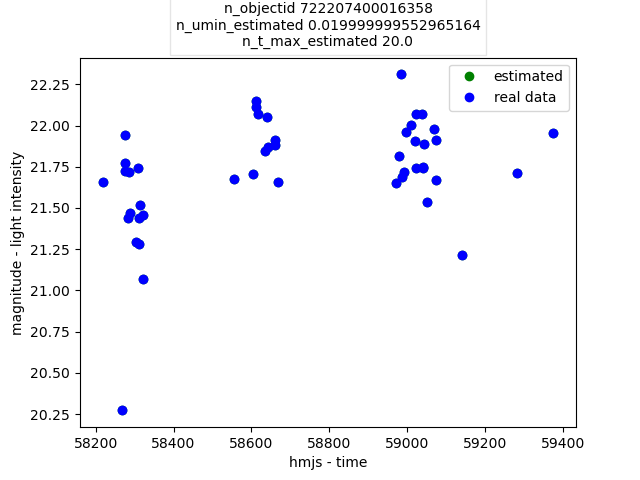 n_objectid 722207400016358
n_umin_estimated 0.019999999552965164
n_t_max_estimated 20.0
estimated
real data
magnitude - light intensity
22.25
22.00
21.75
21.50
21.25
21.00
20.75
20.50
20.25
58200 58400 58600 58800 59000 59200 59400
hmjs - time